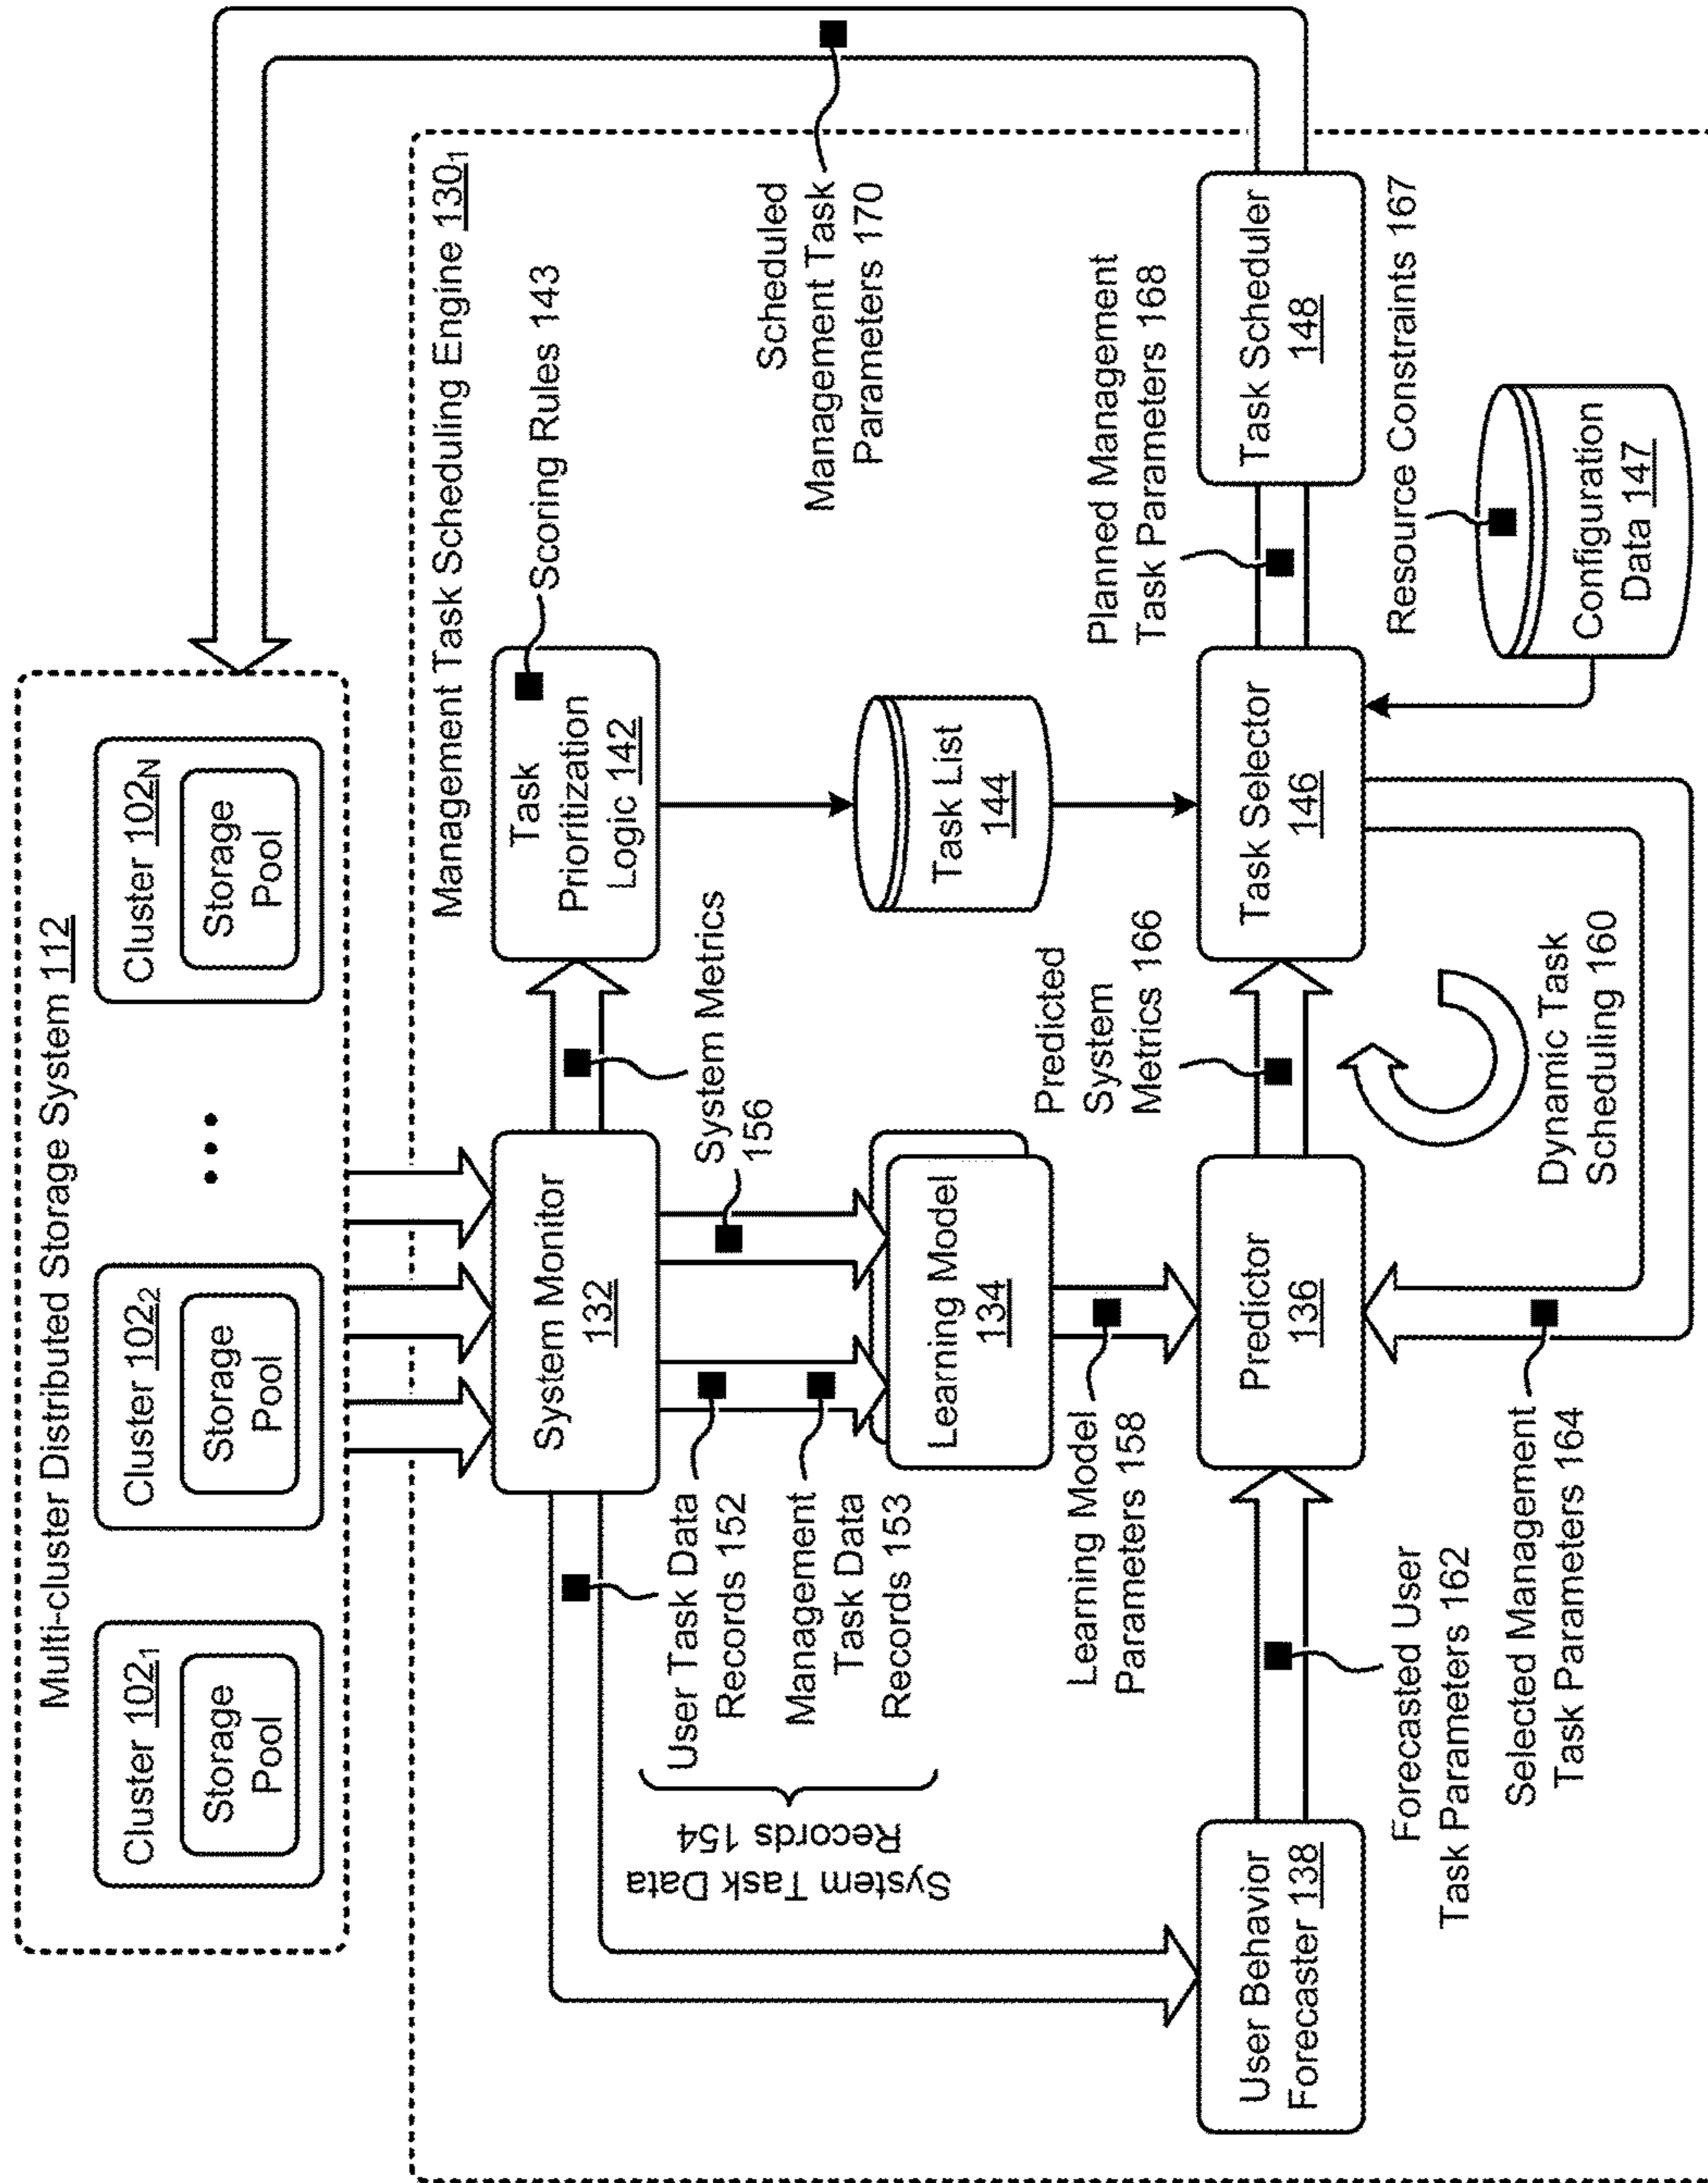 Multi-cluster Distributed Storage System 112
Cluster 102₁
Storage
Pool
Cluster 102₂
Storage
Pool
• • •
Cluster 102N
Storage
Pool
Management Task Scheduling Engine 130₁
System Monitor
132
System Metrics
156
Task
Prioritization
Logic 142
Scoring Rules 143
User Task Data
Records 152
Management
Task Data
Records 153
System Task Data
Records 154
Learning Model
134
Task List
144
Scheduled
Management Task
Parameters 170
Learning Model
Parameters 158
Predicted
System
Metrics 166
Planned Management
Task Parameters 168
User Behavior
Forecaster 138
Predictor
136
Task Selector
146
Task Scheduler
148
Forecasted User
Task Parameters 162
Selected Management
Task Parameters 164
Dynamic Task
Scheduling 160
Resource Constraints 167
Configuration
Data 147